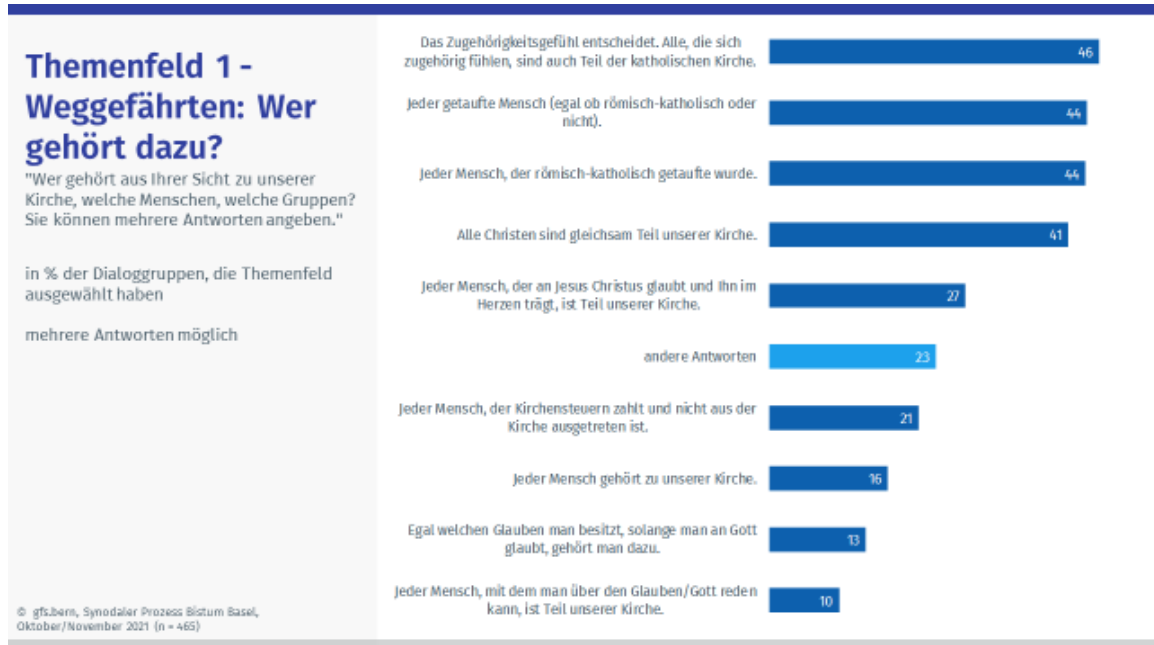 Themenfeld 1 -
Weggefährten: Wer
gehört dazu?
"Wer gehört aus Ihrer Sicht zu unserer
Kirche, welche Menschen, welche Gruppen?
Sie können mehrere Antworten angeben."
in % der Dialoggruppen, die Themenfeld
ausgewählt haben
mehrere Antworten möglich
© gfs.bern, Synodaler Prozess Bistum Basel,
Oktober/November 2021 (n = 465)
Das Zugehörigkeitsgefühl entscheidet. Alle, die sich
zugehörig fühlen, sind auch Teil der katholischen Kirche.
46
Jeder getaufte Mensch (egal ob römisch-katholisch oder
nicht).
44
Jeder Mensch, der römisch-katholisch getaufte wurde.
44
Alle Christen sind gleichsam Teil unserer Kirche.
41
Jeder Mensch, der an Jesus Christus glaubt und Ihn im
Herzen trägt, ist Teil unserer Kirche.
27
andere Antworten
23
Jeder Mensch, der Kirchensteuern zahlt und nicht aus der
Kirche ausgetreten ist.
21
Jeder Mensch gehört zu unserer Kirche.
16
Egal welchen Glauben man besitzt, solange man an Gott
glaubt, gehört man dazu.
13
Jeder Mensch, mit dem man über den Glauben/Gott reden
kann, ist Teil unserer Kirche.
10